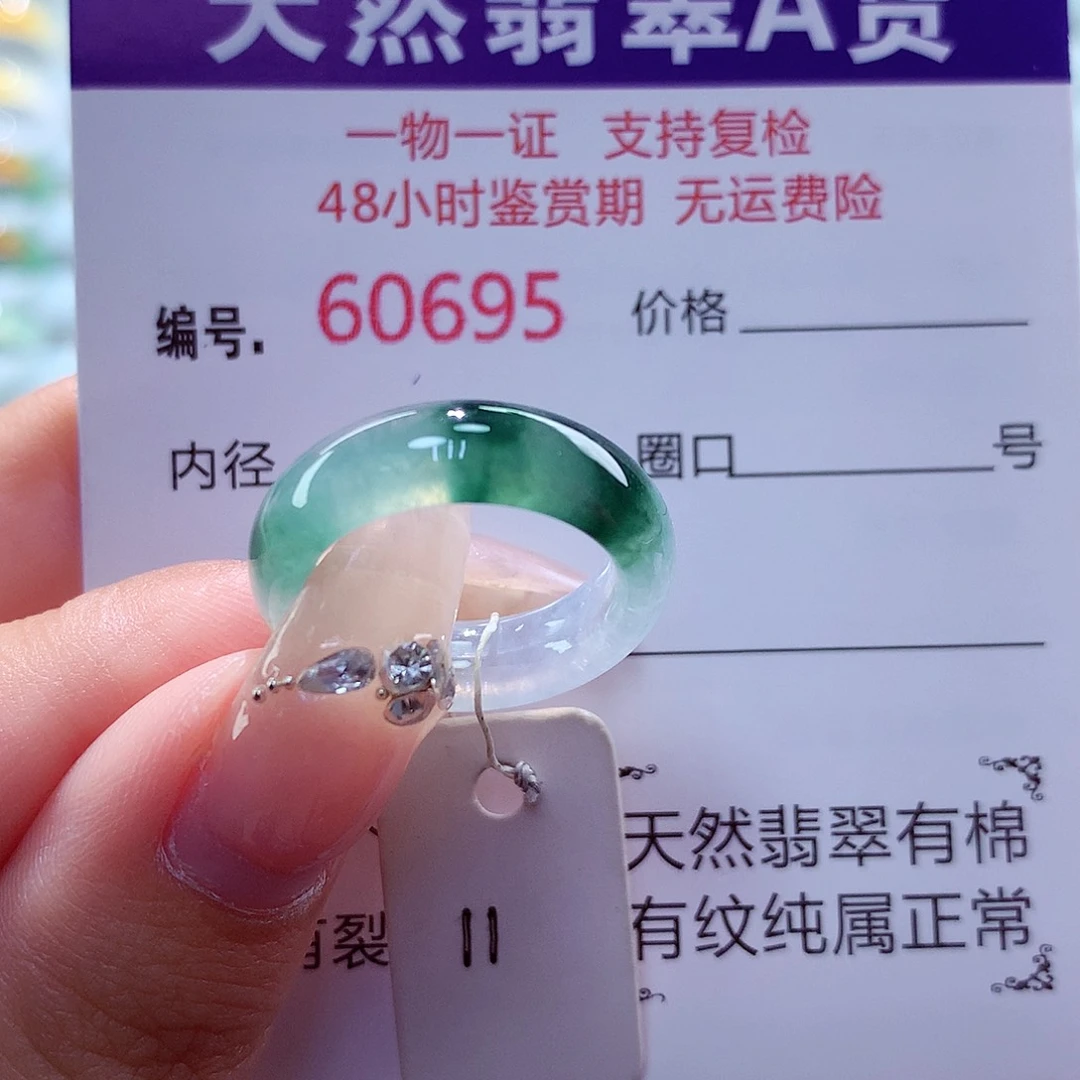 天然翡翠A货
一物一证 支持复检
48小时鉴赏期 无运费险
编号. 60695 价格
内径 圈口 号
天然翡翠有棉
有裂 有纹纯属正常
11